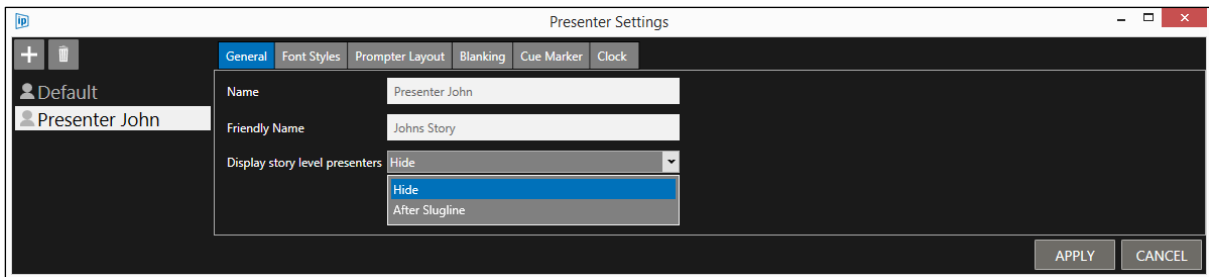 ip
Presenter Settings
General Font Styles Prompter Layout Blanking Cue Marker Clock
Default
Presenter John
Name Presenter John
Friendly Name Johns Story
Display story level presenters Hide
Hide
After Slugline
APPLY CANCEL